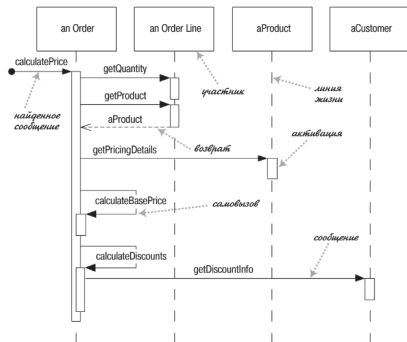 an Order
an Order Line
aProduct
aCustomer
calculatePrice
getQuantity
найденное
сообщение
участник
линия
жизни
getProduct
aProduct
возврат
активация
getPricingDetails
calculateBasePrice
самовызов
calculateDiscounts
сообщение
getDiscountInfo